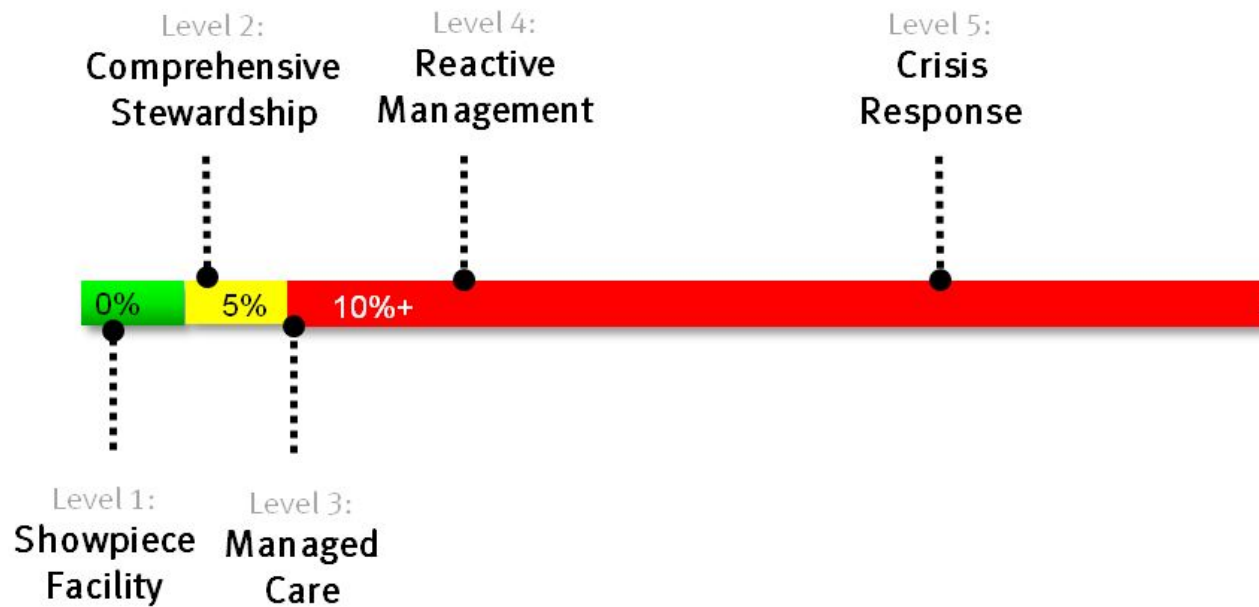 Level 2:
Comprehensive
Stewardship
Level 4:
Reactive
Management
Level 5:
Crisis
Response
0%
5%
10%+
Level 1:
Showpiece
Facility
Level 3:
Managed
Care